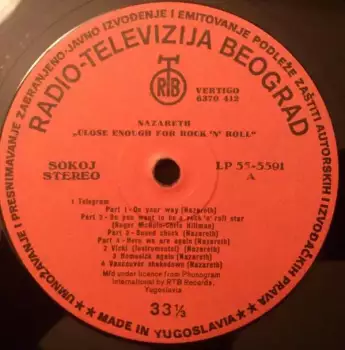 UMNOŽAVANJE I PRESNIMAVANJE ZABRANJENO·JAVNO IZVOĐENJE I EMITOVANJE PODLEŽE ZAŠTITI AUTORSKIH I IZVOĐAČKIH PRAVA
RADIO-TELEVIZIJA BEOGRAD
RTB
VERTIGO
6370 412
NAZARETH
„ULOSE ENOUGH FOR ROCK 'N' ROLL"
SOKOJ
STEREO
LP 55-5591
A
1 Telegram
Part 1 - On your way (Nazareth)
Part 2 - So you want to be a rock 'n' roll star
(Roger McGuin-Chris Hillman)
Part 3 - Sound check (Nazareth)
Part 4 - Here we are again (Nazareth)
2 Vicki (instrumental) (Nazareth)
3 Homesick again (Nazareth)
4 Vancouver shakedown (Nazareth)
Mfd under licence from Phonogram
International by RTB Records,
Yugoslavia
33⅓
★ MADE IN YUGOSLAVIA ★